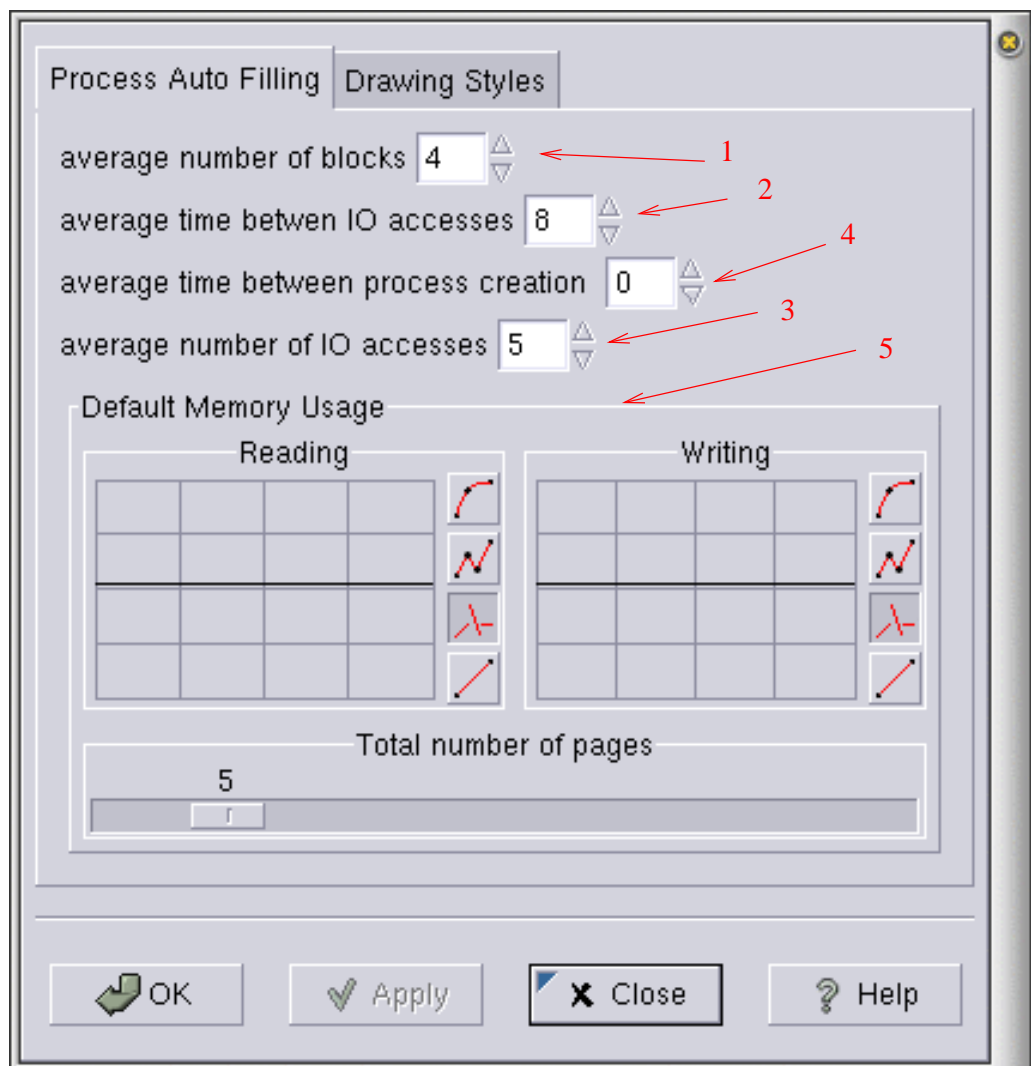 Process Auto Filling Drawing Styles
average number of blocks 4 1
average time betwen IO accesses 8 2
average time between process creation 0 4
average number of IO accesses 5 3
5
Default Memory Usage
Reading Writing
Total number of pages
5
OK Apply Close Help